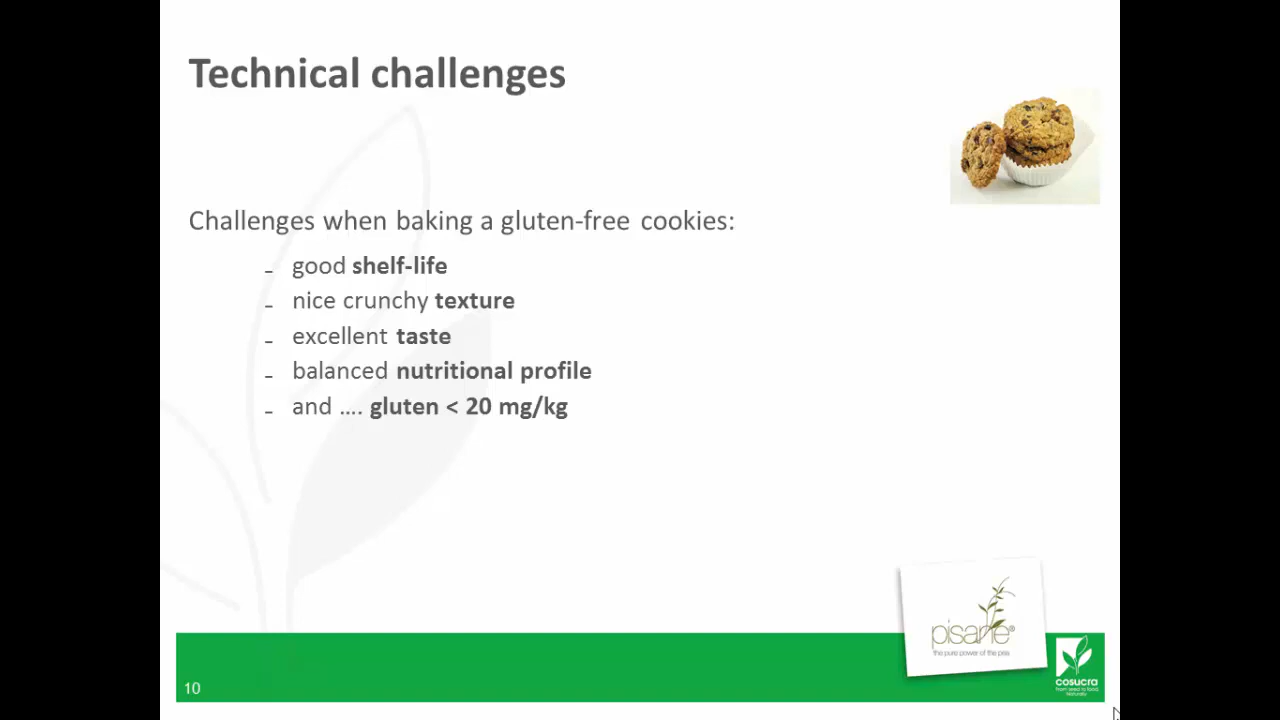 Technical challenges
Challenges when baking a gluten-free cookies:
- good shelf-life
- nice crunchy texture
- excellent taste
- balanced nutritional profile
- and .... gluten < 20 mg/kg
pisane®
the pure power of the pea
10
cosucra
From seed to food,
Naturally